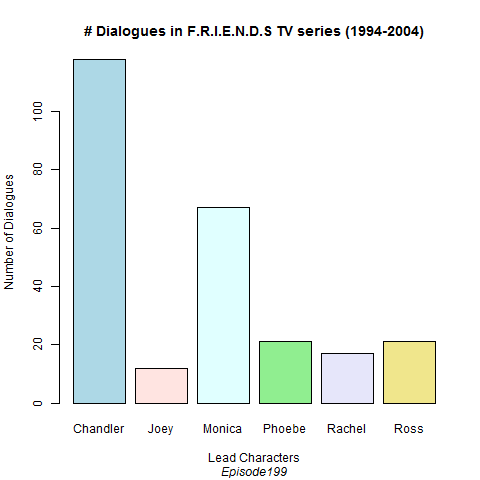 # Dialogues in F.R.I.E.N.D.S TV series (1994-2004)
Number of Dialogues
100
80
60
40
20
0
Chandler Joey Monica Phoebe Rachel Ross
Lead Characters
Episode199